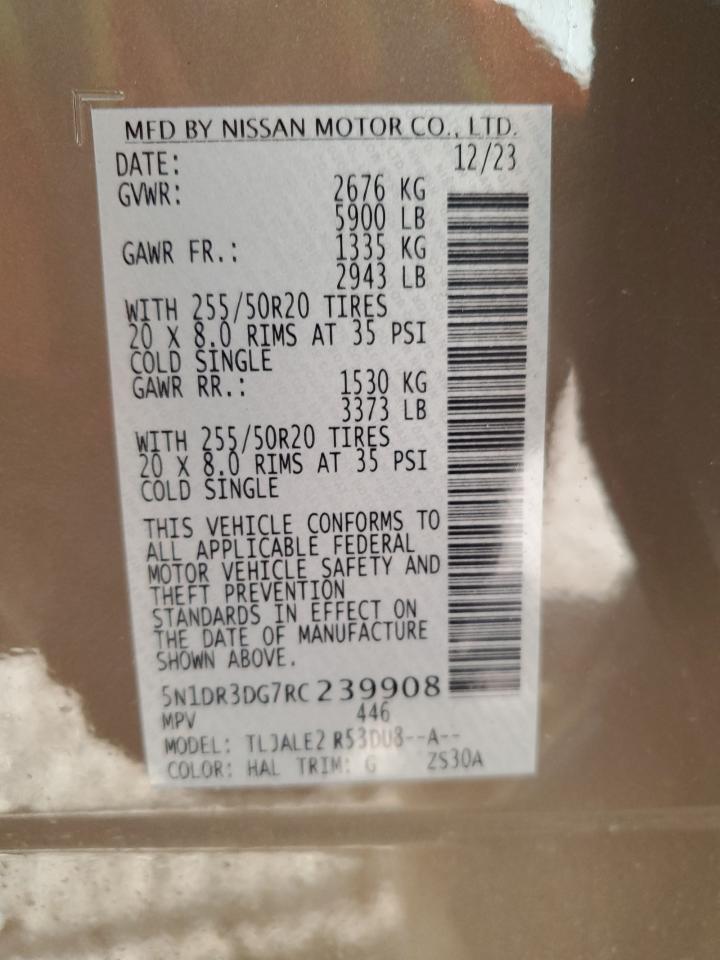 MFD BY NISSAN MOTOR CO., LTD.
DATE: 12/23
GVWR: 2676 KG
5900 LB
GAWR FR.: 1335 KG
2943 LB
WITH 255/50R20 TIRES
20 X 8.0 RIMS AT 35 PSI
COLD SINGLE
GAWR RR.: 1530 KG
3373 LB
WITH 255/50R20 TIRES
20 X 8.0 RIMS AT 35 PSI
COLD SINGLE
THIS VEHICLE CONFORMS TO
ALL APPLICABLE FEDERAL
MOTOR VEHICLE SAFETY AND
THEFT PREVENTION
STANDARDS IN EFFECT ON
THE DATE OF MANUFACTURE
SHOWN ABOVE.
5N1DR3DG7RC 239908
MPV 446
MODEL: TLJALE2 R53DU8--A--
COLOR: HAL TRIM: G ZS30A